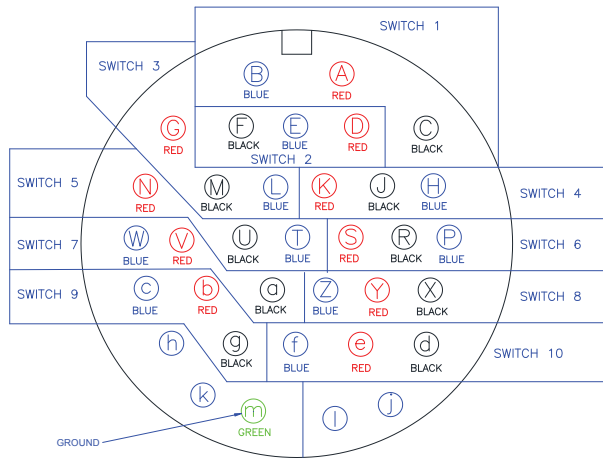 SWITCH 1
SWITCH 3
B A
BLUE RED
G F E D C
RED BLACK BLUE RED BLACK
SWITCH 2
SWITCH 5
N M L K J H
RED BLACK BLUE RED BLACK BLUE
SWITCH 4
SWITCH 7
W V U T S R P
BLUE RED BLACK BLUE RED BLACK BLUE
SWITCH 6
SWITCH 9
c b a Z Y X
BLUE RED BLACK BLUE RED BLACK
SWITCH 8
h g f e d
BLACK BLUE RED BLACK
SWITCH 10
k j
m l
GREEN
GROUND